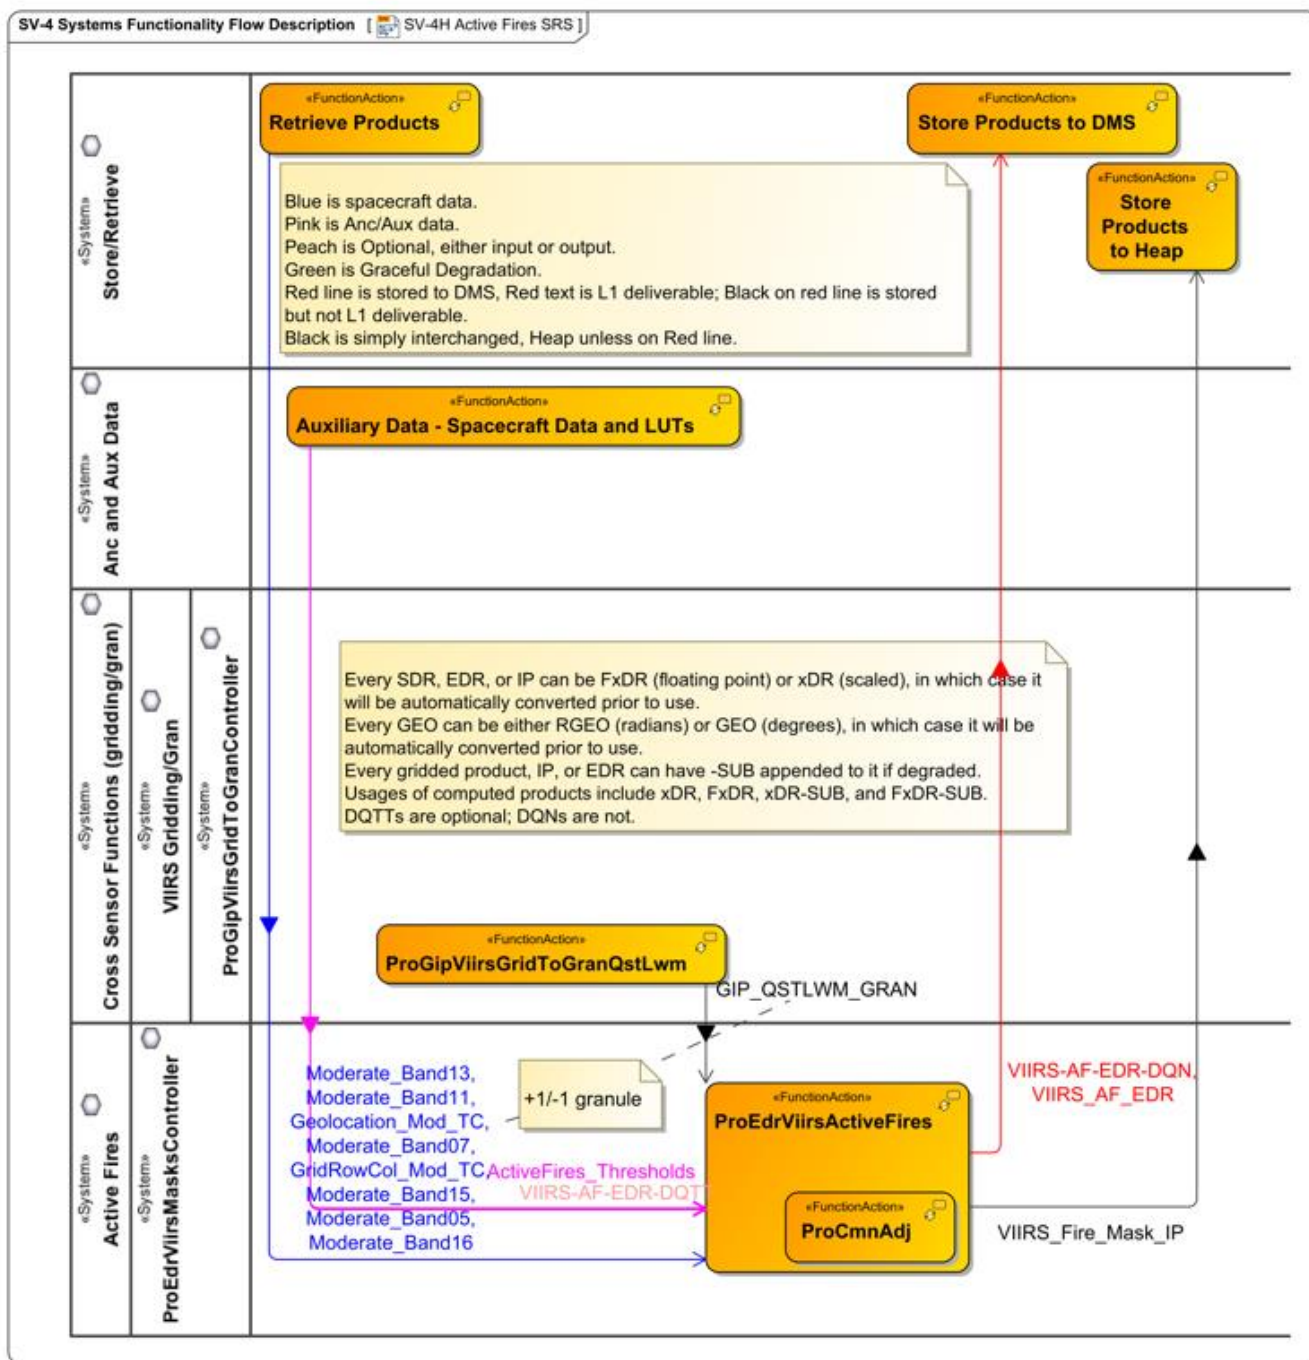 SV-4 Systems Functionality Flow Description [ SV-4H Active Fires SRS ]
«System»
Store/Retrieve
«FunctionAction»
Retrieve Products
«FunctionAction»
Store Products to DMS
«FunctionAction»
Store
Products
to Heap
Blue is spacecraft data.
Pink is Anc/Aux data.
Peach is Optional, either input or output.
Green is Graceful Degradation.
Red line is stored to DMS, Red text is L1 deliverable; Black on red line is stored
but not L1 deliverable.
Black is simply interchanged, Heap unless on Red line.
«System»
Anc and Aux Data
«FunctionAction»
Auxiliary Data - Spacecraft Data and LUTs
«System»
Cross Sensor Functions (gridding/gran)
«System»
VIIRS Gridding/Gran
«System»
ProGipViirsGridToGranController
Every SDR, EDR, or IP can be FxDR (floating point) or xDR (scaled), in which case it
will be automatically converted prior to use.
Every GEO can be either RGEO (radians) or GEO (degrees), in which case it will be
automatically converted prior to use.
Every gridded product, IP, or EDR can have -SUB appended to it if degraded.
Usages of computed products include xDR, FxDR, xDR-SUB, and FxDR-SUB.
DQTTs are optional; DQNs are not.
«FunctionAction»
ProGipViirsGridToGranQstLwm
GIP_QSTLWM_GRAN
«System»
Active Fires
«System»
ProEdrViirsMasksController
Moderate_Band13,
Moderate_Band11,
Geolocation_Mod_TC,
Moderate_Band07,
GridRowCol_Mod_TC,
Moderate_Band15,
Moderate_Band05,
Moderate_Band16
+1/-1 granule
ActiveFires_Thresholds
VIIRS-AF-EDR-DQTT
«FunctionAction»
ProEdrViirsActiveFires
«FunctionAction»
ProCmnAdj
VIIRS-AF-EDR-DQN,
VIIRS_AF_EDR
VIIRS_Fire_Mask_IP